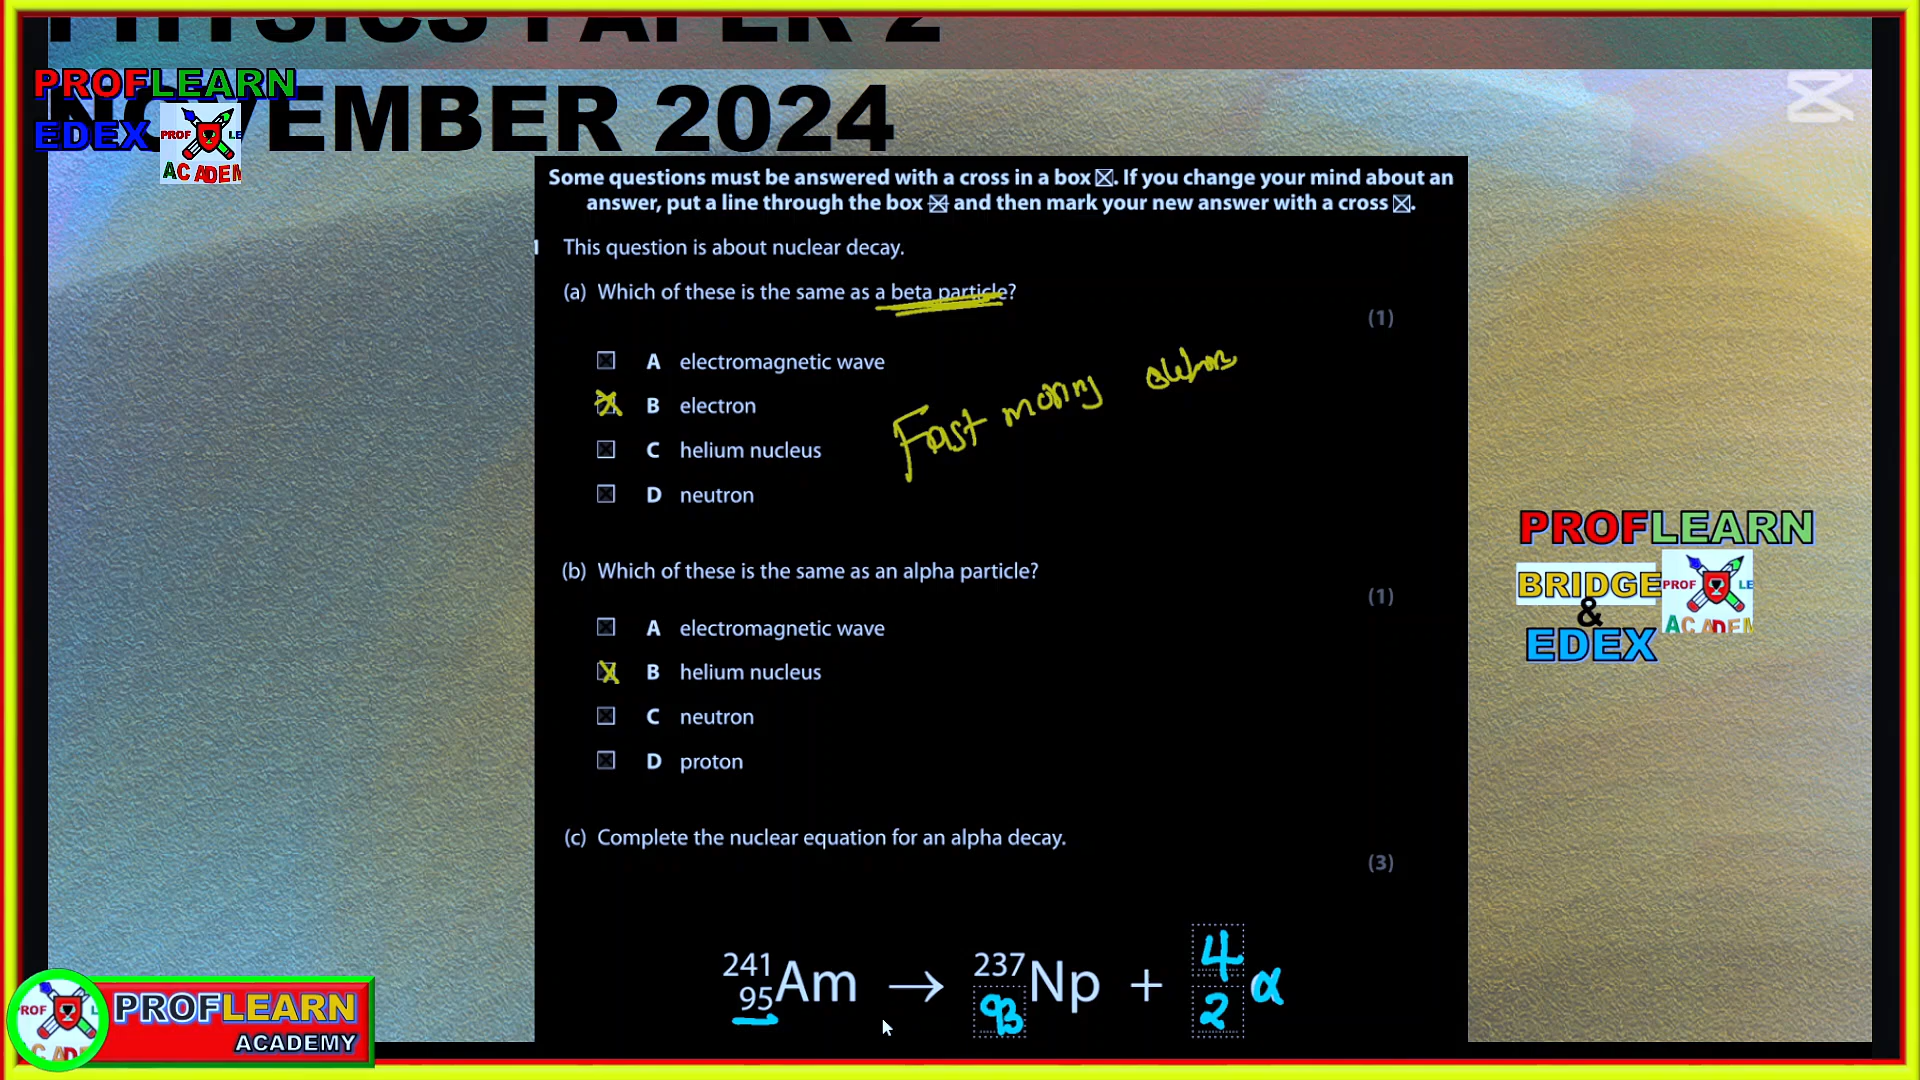 PHYSICS PAPER 2
NOVEMBER 2024
PROFLEARN
EDEX
PROF LE
ACADEM
Some questions must be answered with a cross in a box ☒. If you change your mind about an
answer, put a line through the box ☒ and then mark your new answer with a cross ☒.
1 This question is about nuclear decay.
(a) Which of these is the same as a beta particle?
(1)
A electromagnetic wave
B electron
C helium nucleus
D neutron
Fast moving
(b) Which of these is the same as an alpha particle?
(1)
A electromagnetic wave
B helium nucleus
C neutron
D proton
(c) Complete the nuclear equation for an alpha decay.
(3)
241 237 4
Am → Np + α
95 93 2
PROFLEARN
BRIDGE
&
EDEX
PROF LE
ACADEM
PROF LE
PROFLEARN
ACADEMY